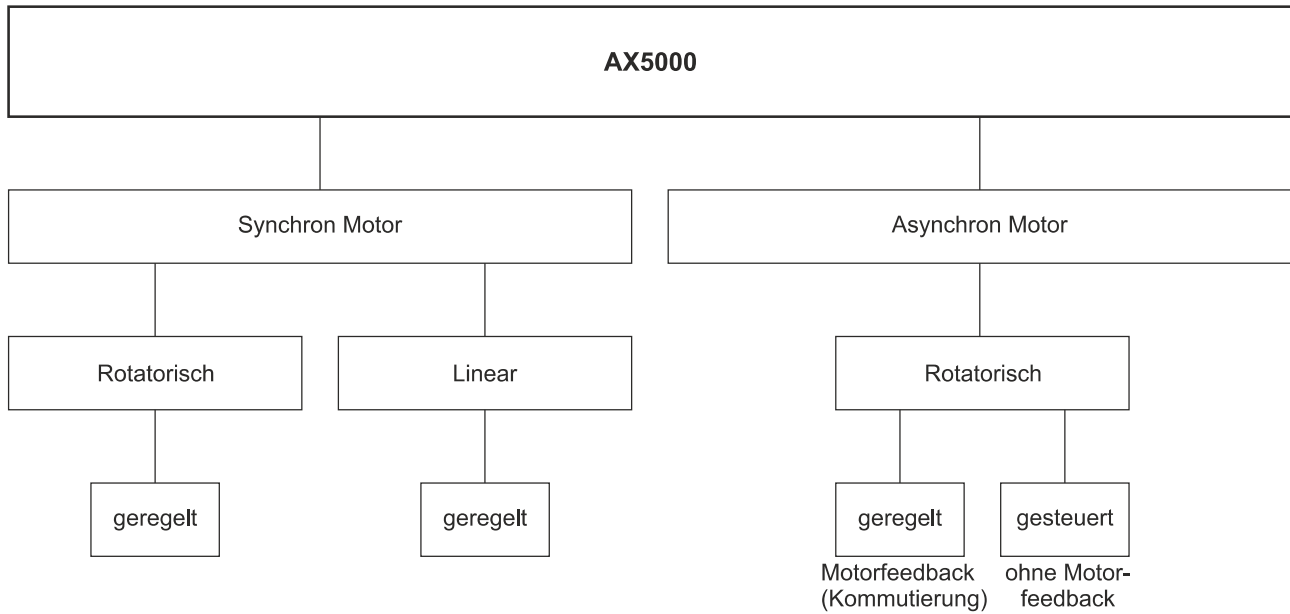 AX5000
Synchron Motor
Asynchron Motor
Rotatorisch
Linear
Rotatorisch
geregelt
geregelt
geregelt
gesteuert
Motorfeedback
(Kommutierung)
ohne Motor-
feedback